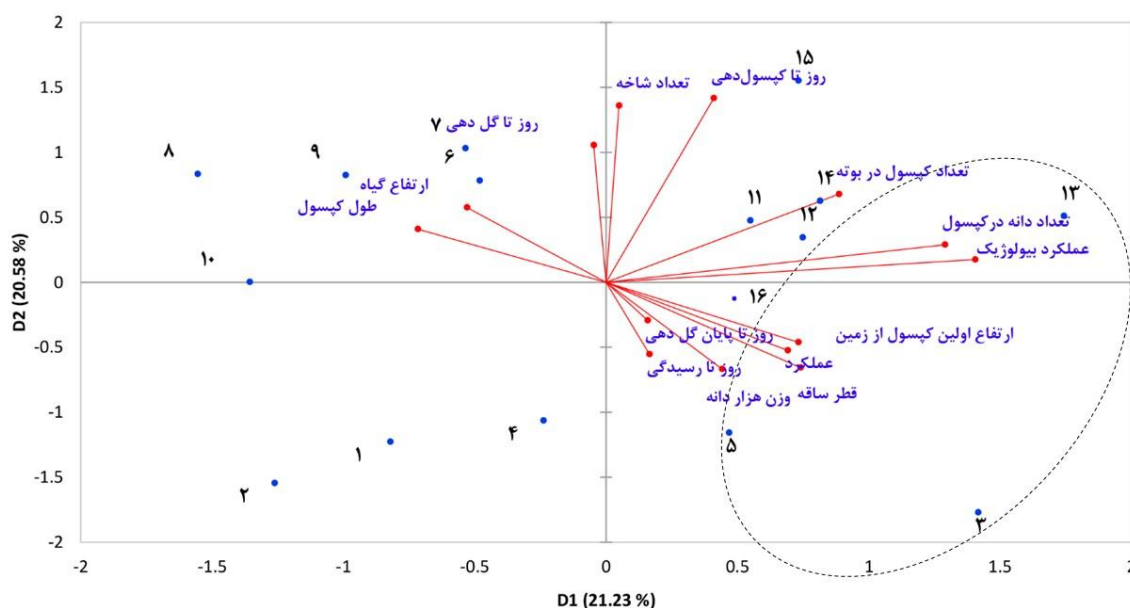 2
۱۵
روز تا کپسول‌دهی
تعداد شاخه
1.5
۷
روز تا گل دهی
۸
۹
۶
1
ارتفاع گیاه
طول کپسول
۱۱
۱۴
تعداد کپسول در بوته
۱۳
۱۲
0.5
تعداد دانه درکپسول
عملکرد بیولوژیک
۱۰
0
۱۶
D2 (20.58 %)
روز تا پایان گل دهی
ارتفاع اولین کپسول از زمین
-0.5
روز تا رسیدگی
عملکرد
وزن هزار دانه
قطر ساقه
-1
۴
۵
۱
-1.5
۲
۳
-2
-2
-1.5
-1
-0.5
0
0.5
1
1.5
2
D1 (21.23 %)